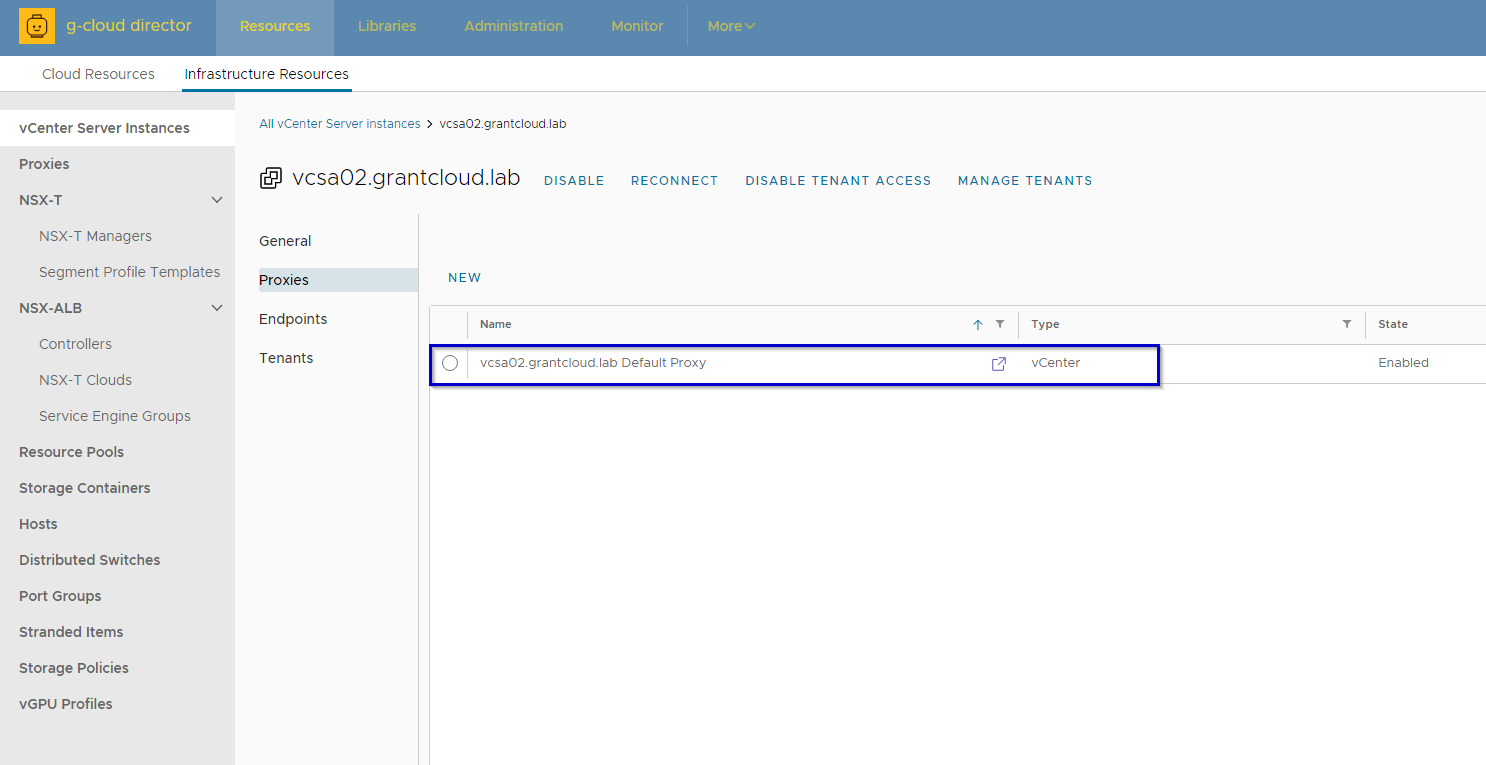 g-cloud director Resources Libraries Administration Monitor More
Cloud Resources Infrastructure Resources
vCenter Server Instances
Proxies
NSX-T
NSX-T Managers
Segment Profile Templates
NSX-ALB
Controllers
NSX-T Clouds
Service Engine Groups
Resource Pools
Storage Containers
Hosts
Distributed Switches
Port Groups
Stranded Items
Storage Policies
vGPU Profiles
All vCenter Server instances > vcsa02.grantcloud.lab
vcsa02.grantcloud.lab DISABLE RECONNECT DISABLE TENANT ACCESS MANAGE TENANTS
General
Proxies
Endpoints
Tenants
NEW
Name Type State
vcsa02.grantcloud.lab Default Proxy vCenter Enabled